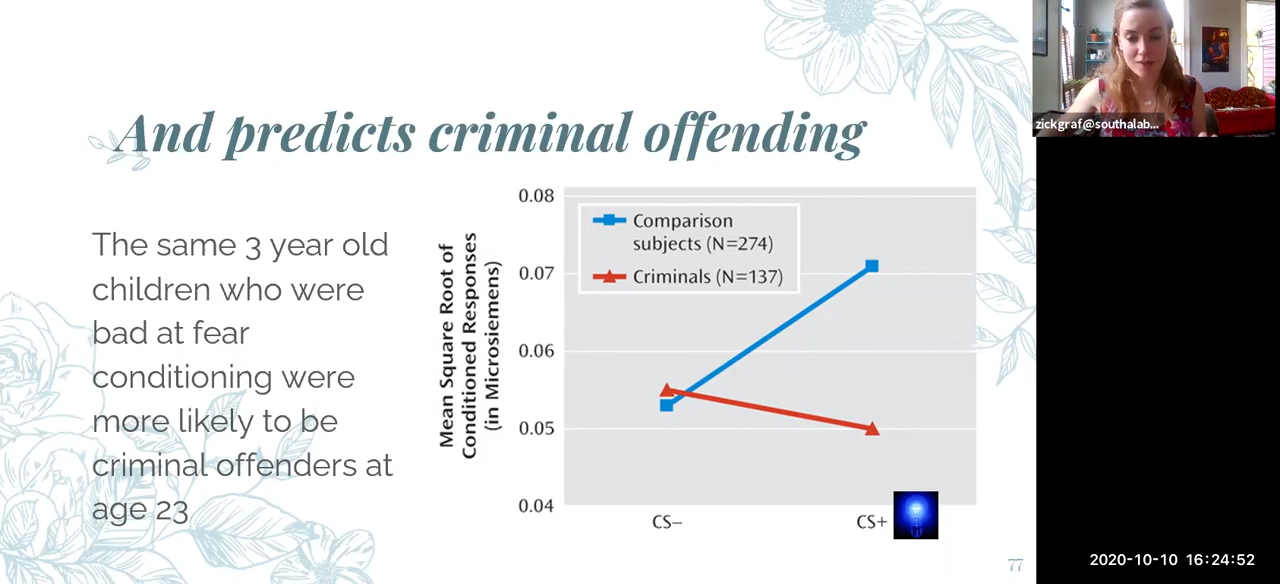 And predicts criminal offending
The same 3 year old
children who were
bad at fear
conditioning were
more likely to be
criminal offenders at
age 23
Mean Square Root of
Conditioned Responses
(in Microsiemens)
0.08
0.07
0.06
0.05
0.04
Comparison
subjects (N=274)
Criminals (N=137)
CS−
CS+
77
zickgraf@southalab...
2020-10-10 16:24:52